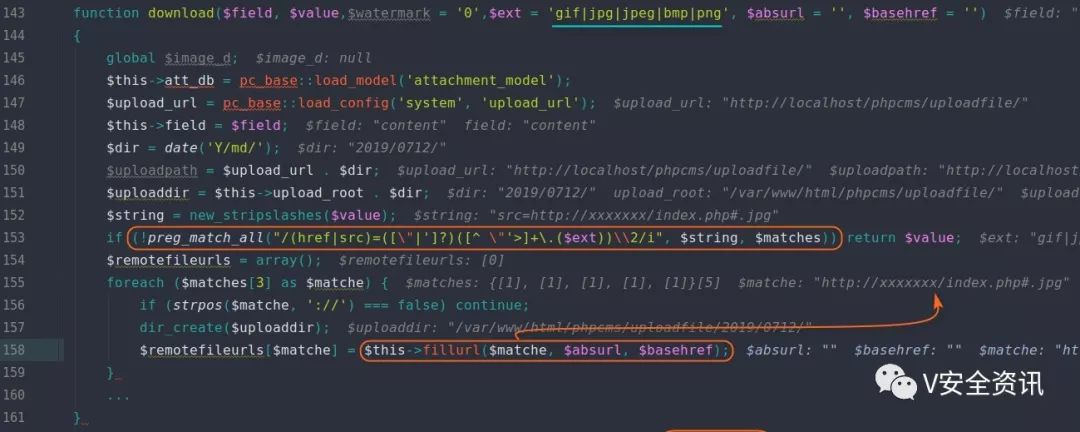 143 function download($field, $value,$watermark = '0',$ext = 'gif|jpg|jpeg|bmp|png', $absurl = '', $basehref = '') $field: "
144 {
145 global $image_d; $image_d: null
146 $this->att_db = pc_base::load_model('attachment_model');
147 $upload_url = pc_base::load_config('system', 'upload_url'); $upload_url: "http://localhost/phpcms/uploadfile/"
148 $this->field = $field; $field: "content" field: "content"
149 $dir = date('Y/md/'); $dir: "2019/0712/"
150 $uploadpath = $upload_url . $dir; $upload_url: "http://localhost/phpcms/uploadfile/" $uploadpath: "http://localho
151 $uploaddir = $this->upload_root . $dir; $dir: "2019/0712/" upload_root: "/var/www/html/phpcms/uploadfile/" $upload
152 $string = new_stripslashes($value); $string: "src=http://xxxxxxx/index.php#.jpg"
153 if (!preg_match_all("/(href|src)=([\"|']?)([^ \"'>]+\.($ext))\\2/i", $string, $matches)) return $value; $ext: "gif|j
154 $remotefileurls = array(); $remotefileurls: [0]
155 foreach ($matches[3] as $matche) { $matches: {[1], [1], [1], [1], [1]}[5] $matche: "http://xxxxxxx/index.php#.jpg"
156 if (strpos($matche, '://') === false) continue;
157 dir_create($uploaddir); $uploaddir: "/var/www/html/phpcms/uploadfile/2019/0712/"
158 $remotefileurls[$matche] = $this->fillurl($matche, $absurl, $basehref); $absurl: "" $basehref: "" $matche: "ht
159 }
160 ...
161 }
V安全资讯